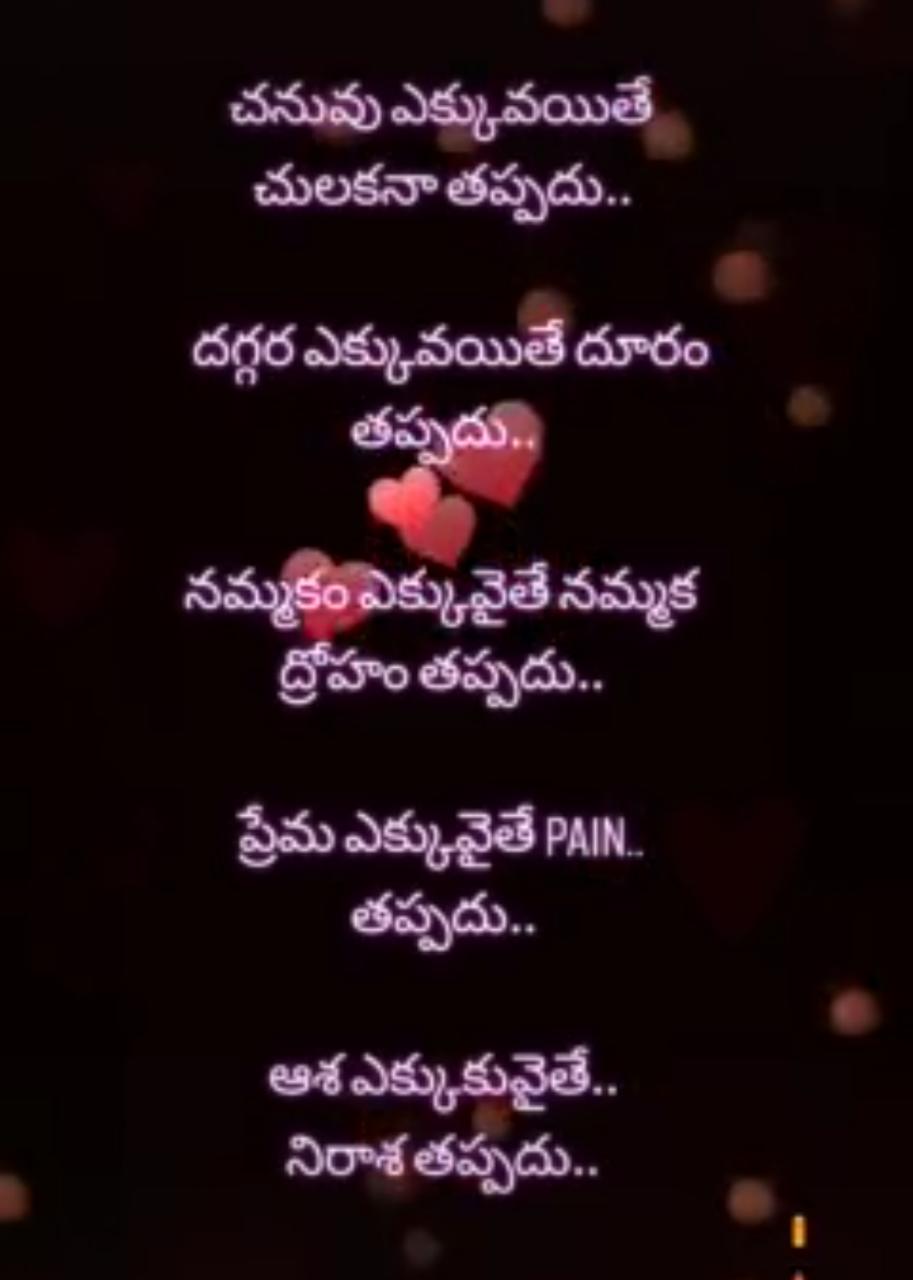 చనువు ఎక్కువయితే
చులకనా తప్పదు..
దగ్గర ఎక్కువయితే దూరం
తప్పదు..
నమ్మకం ఎక్కువైతే నమ్మక
ద్రోహం తప్పదు..
ప్రేమ ఎక్కువైతే PAIN..
తప్పదు..
ఆశ ఎక్కుకువైతే..
నిరాశ తప్పదు..